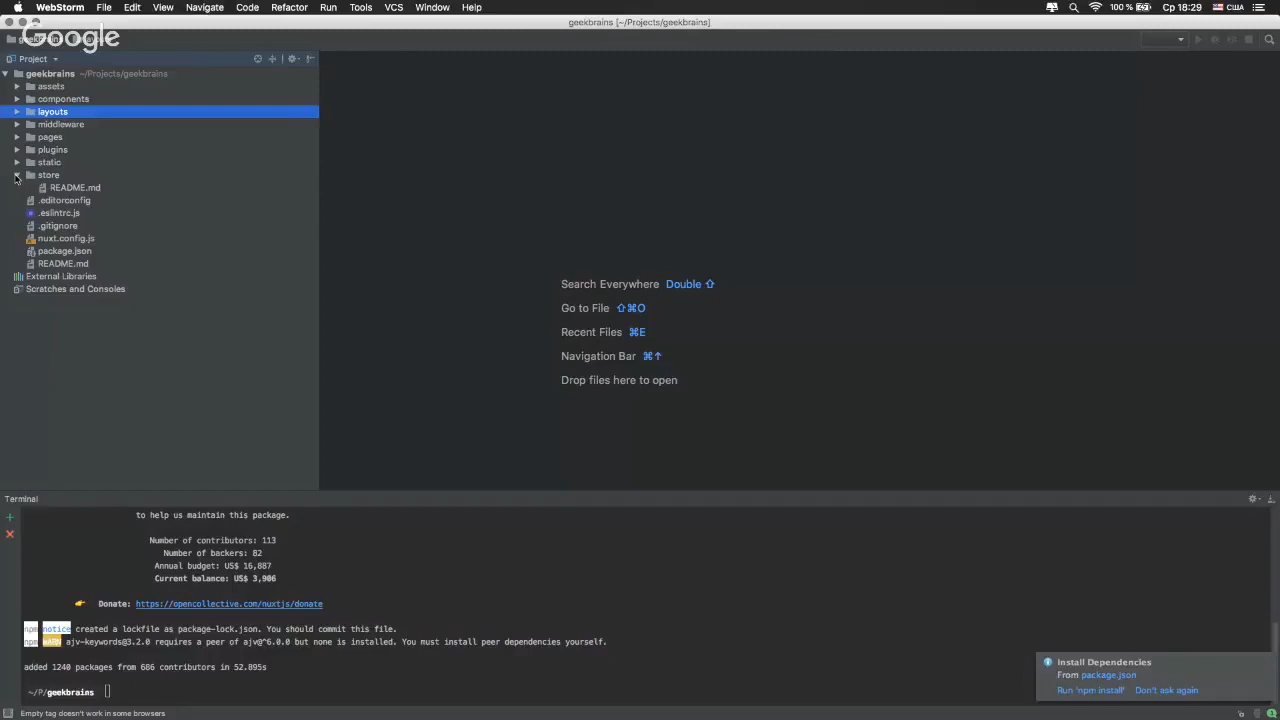 WebStorm File Edit View Navigate Code Refactor Run Tools VCS Window Help 100 % Ср 18:29 США
geekbrains [~/Projects/geekbrains]
Google
Project
geekbrains ~/Projects/geekbrains
assets
components
layouts
middleware
pages
plugins
static
store
README.md
.editorconfig
.eslintrc.js
.gitignore
nuxt.config.js
package.json
README.md
External Libraries
Scratches and Consoles
Search Everywhere Double ⇧
Go to File ⇧⌘O
Recent Files ⌘E
Navigation Bar ⌘↑
Drop files here to open
Terminal
to help us maintain this package.
Number of contributors: 113
Number of backers: 82
Annual budget: US$ 16,887
Current balance: US$ 3,906
👉 Donate: https://opencollective.com/nuxtjs/donate
npm notice created a lockfile as package-lock.json. You should commit this file.
npm WARN ajv-keywords@3.2.0 requires a peer of ajv@^6.0.0 but none is installed. You must install peer dependencies yourself.
added 1240 packages from 686 contributors in 52.895s
~/P/geekbrains
Install Dependencies
From package.json
Run 'npm install' Don't ask again
Empty tag doesn't work in some browsers